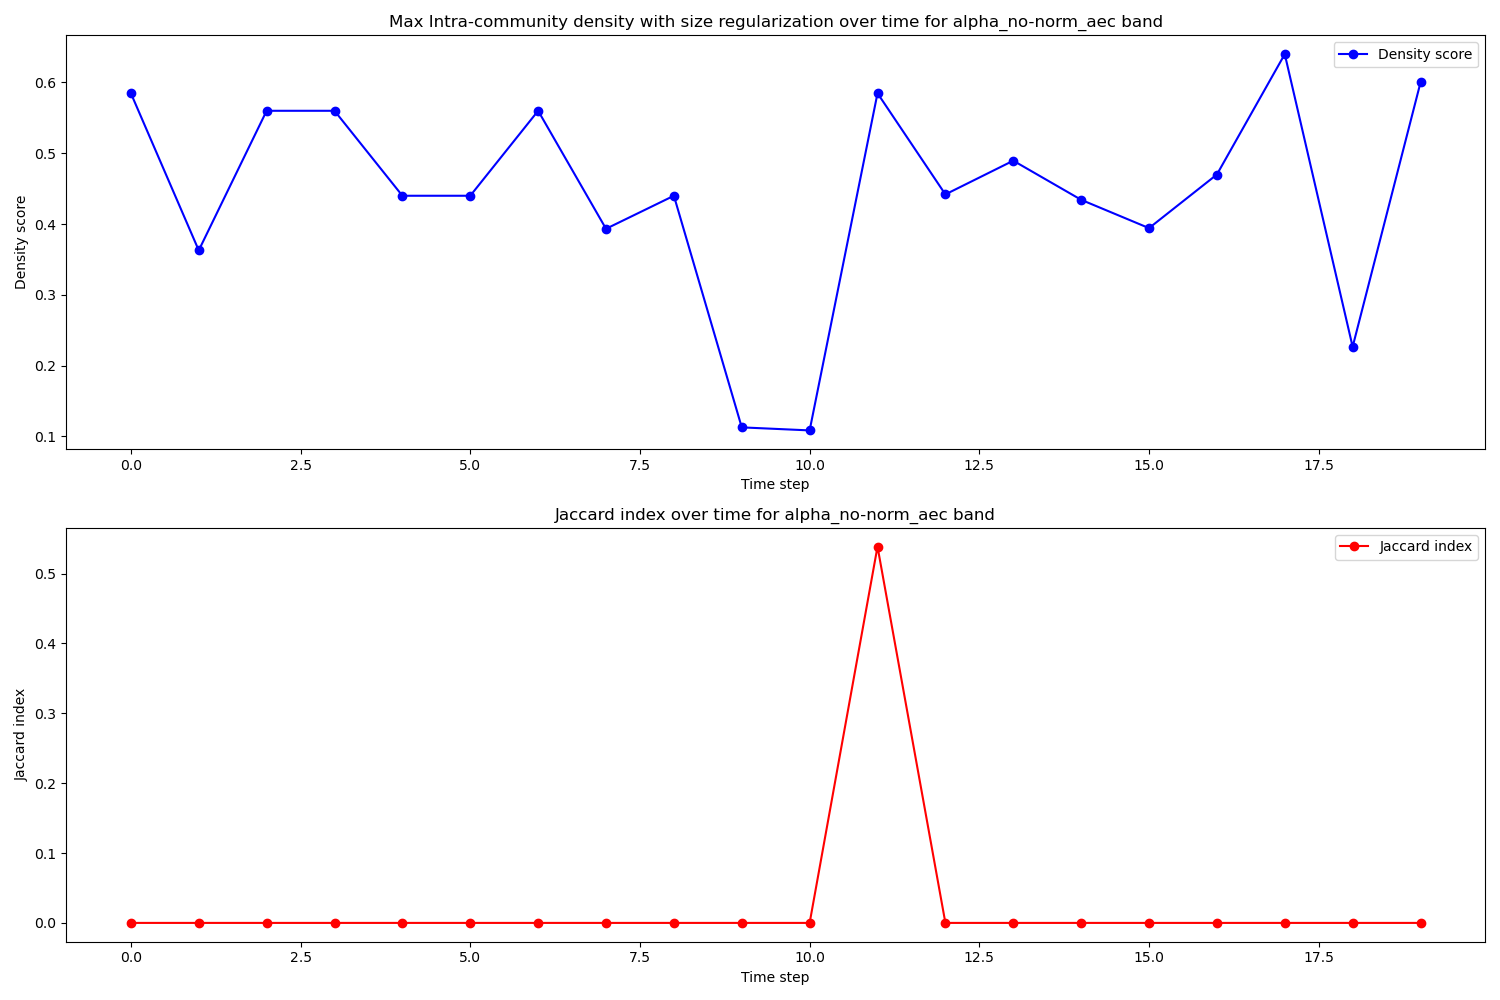 Max Intra-community density with size regularization over time for alpha_no-norm_aec band
Density score
0.6
0.5
0.4
0.3
0.2
0.1
Density score
0.0 2.5 5.0 7.5 10.0 12.5 15.0 17.5
Time step
Jaccard index over time for alpha_no-norm_aec band
Jaccard index
0.5
0.4
0.3
0.2
0.1
0.0
Jaccard index
0.0 2.5 5.0 7.5 10.0 12.5 15.0 17.5
Time step